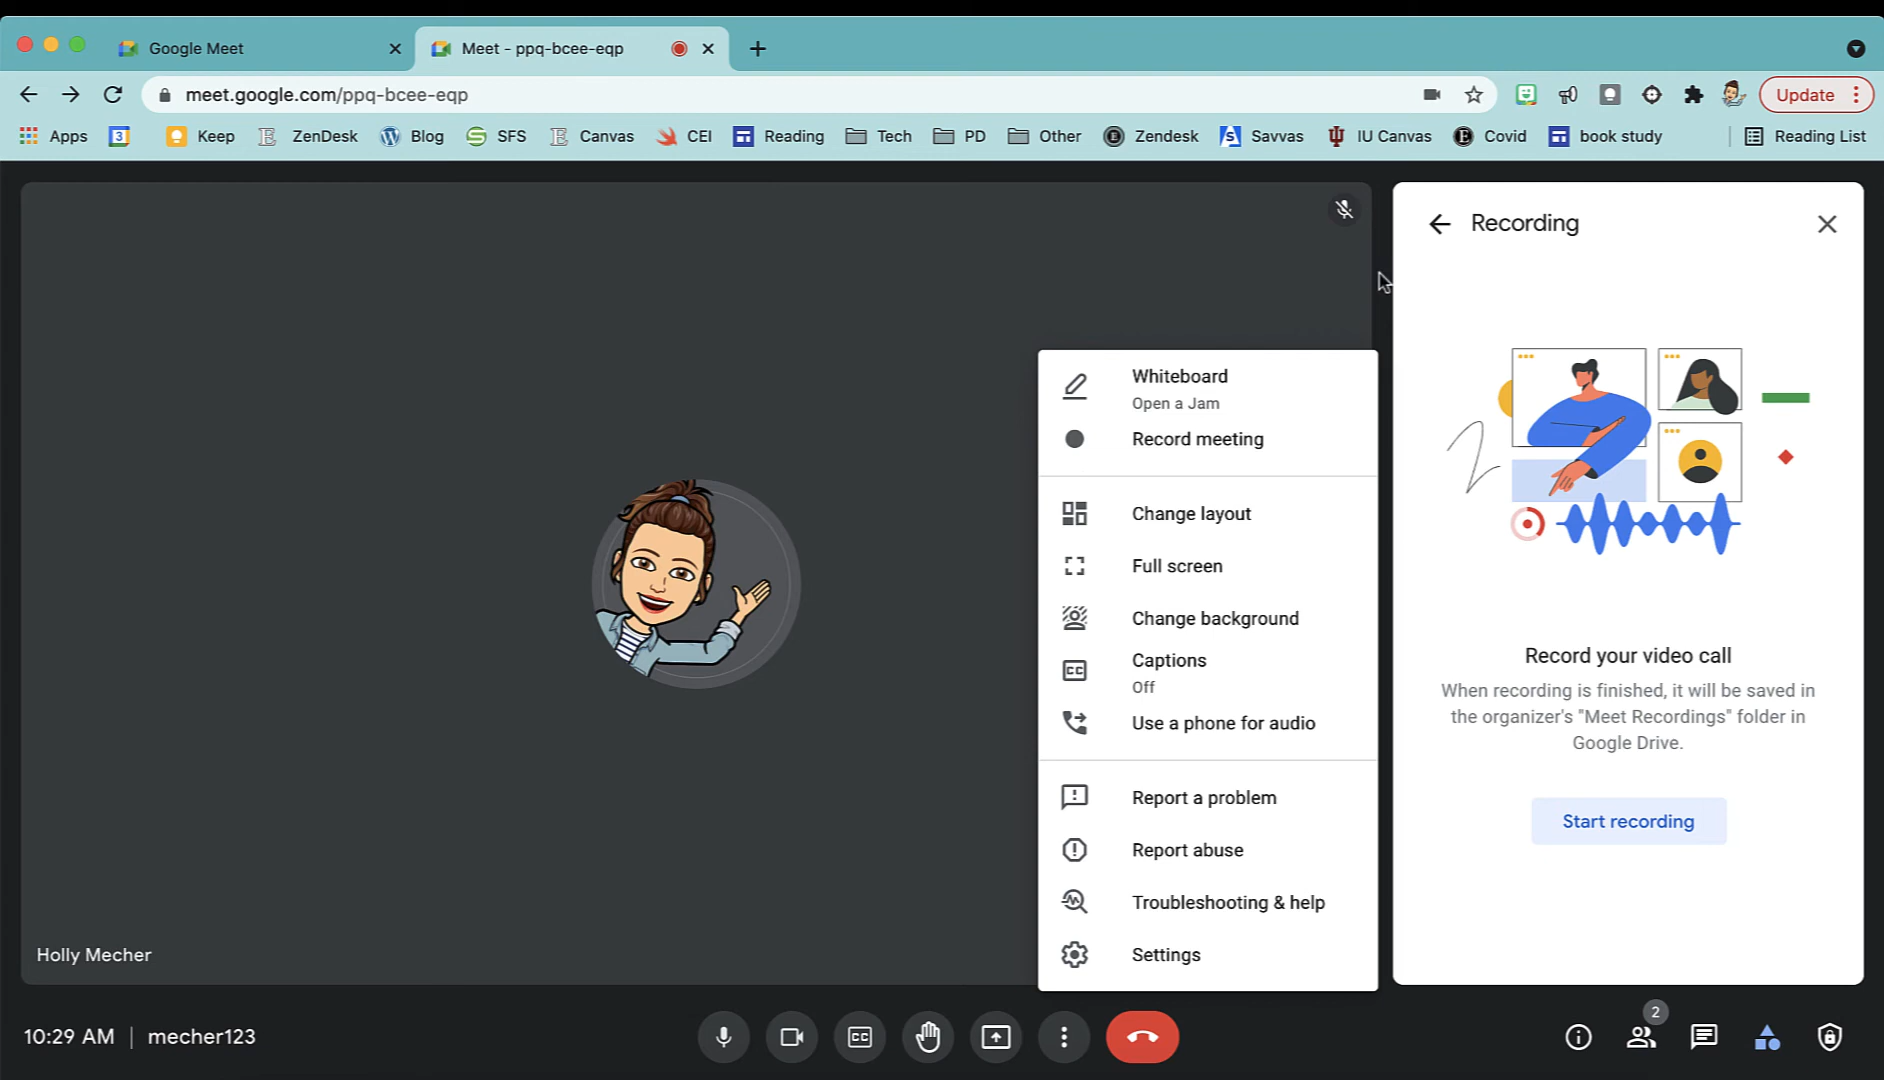 Google Meet
Meet - ppq-bcee-eqp
meet.google.com/ppq-bcee-eqp
Update
Apps
3
Keep
ZenDesk
Blog
SFS
Canvas
CEI
Reading
Tech
PD
Other
Zendesk
Savvas
IU Canvas
Covid
book study
Reading List
Recording
Whiteboard
Open a Jam
Record meeting
Change layout
Full screen
Change background
CC
Captions
Off
Use a phone for audio
Report a problem
Report abuse
Troubleshooting & help
Settings
Record your video call
When recording is finished, it will be saved in
the organizer's "Meet Recordings" folder in
Google Drive.
Start recording
Holly Mecher
10:29 AM | mecher123
CC
2